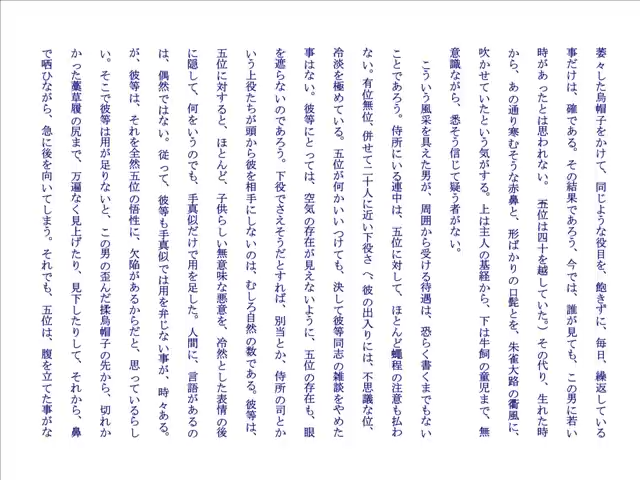 萎々した烏帽子をかけて、同じような役目を、飽きずに、毎日、繰返している
事だけは、確である。その結果であろう、今では、誰が見ても、この男に若い
時があったとは思われない。（五位は四十を越していた。）その代り、生れた時
から、あの通り寒むそうな赤鼻と、形ばかりの口髭とを、朱雀大路の衢風に、
吹かせていたという気がする。上は主人の基経から、下は牛飼の童児まで、無
意識ながら、悉そう信じて疑う者がない。
こういう風采を具えた男が、周囲から受ける待遇は、恐らく書くまでもない
ことであろう。侍所にいる連中は、五位に対して、ほとんど蠅程の注意も払わ
ない。有位無位、併せて二十人に近い下役さえ、彼の出入りには、不思議な位、
冷淡を極めている。五位が何かいいつけても、決して彼等同志の雑談をやめた
事はない。彼等にとっては、空気の存在が見えないように、五位の存在も、眼
を遮らないのであろう。下役でさえそうだとすれば、別当とか、侍所の司とか
いう上役たちが頭から彼を相手にしないのは、むしろ自然の数である。彼等は、
五位に対すると、ほとんど、子供らしい無意味な悪意を、冷然とした表情の後
に隠して、何をいうのでも、手真似だけで用を足した。人間に、言語があるの
は、偶然ではない。従って、彼等も手真似では用を弁じない事が、時々ある。
が、彼等は、それを全然五位の悟性に、欠陥があるからだと、思っているらし
い。そこで彼等は用が足りないと、この男の歪んだ揉烏帽子の先から、切れか
かった藁草履の尻まで、万遍なく見上げたり、見下したりして、それから、鼻
で哂ひながら、急に後を向いてしまう。それでも、五位は、腹を立てた事がな